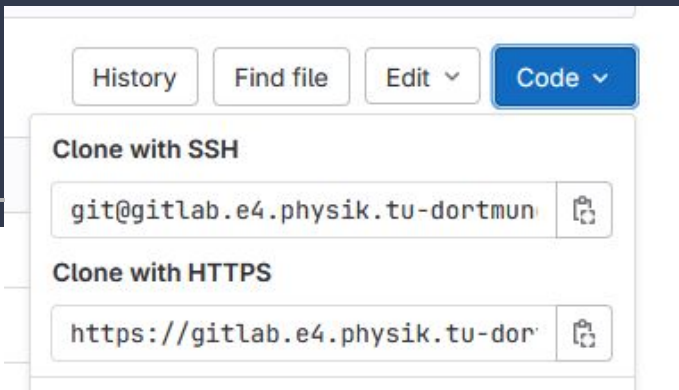 History Find file Edit Code
Clone with SSH
git@gitlab.e4.physik.tu-dortmun
Clone with HTTPS
https://gitlab.e4.physik.tu-dor